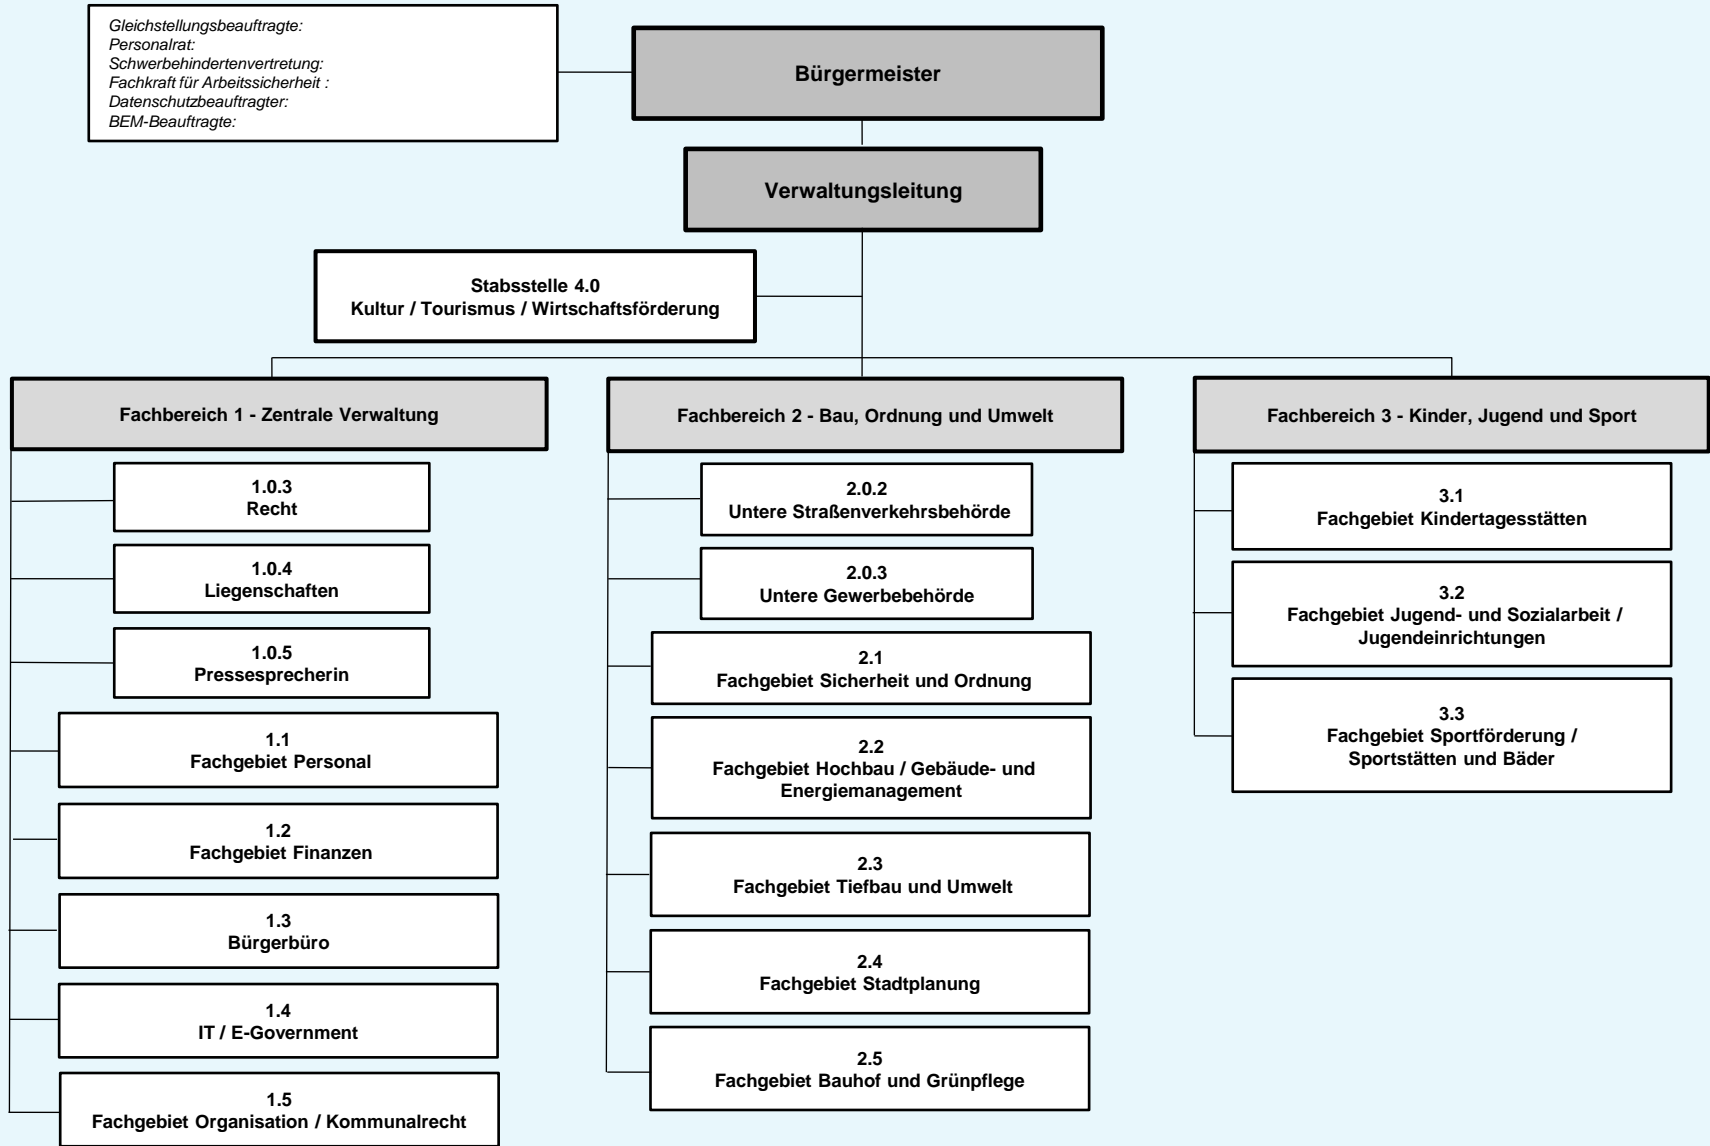 Gleichstellungsbeauftragte:
Personalrat:
Schwerbehindertenvertretung:
Fachkraft für Arbeitssicherheit :
Datenschutzbeauftragter:
BEM-Beauftragte:
Bürgermeister
Verwaltungsleitung
Stabsstelle 4.0
Kultur / Tourismus / Wirtschaftsförderung
Fachbereich 1 - Zentrale Verwaltung
1.0.3
Recht
1.0.4
Liegenschaften
1.0.5
Pressesprecherin
1.1
Fachgebiet Personal
1.2
Fachgebiet Finanzen
1.3
Bürgerbüro
1.4
IT / E-Government
1.5
Fachgebiet Organisation / Kommunalrecht
Fachbereich 2 - Bau, Ordnung und Umwelt
2.0.2
Untere Straßenverkehrsbehörde
2.0.3
Untere Gewerbebehörde
2.1
Fachgebiet Sicherheit und Ordnung
2.2
Fachgebiet Hochbau / Gebäude- und
Energiemanagement
2.3
Fachgebiet Tiefbau und Umwelt
2.4
Fachgebiet Stadtplanung
2.5
Fachgebiet Bauhof und Grünpflege
Fachbereich 3 - Kinder, Jugend und Sport
3.1
Fachgebiet Kindertagesstätten
3.2
Fachgebiet Jugend- und Sozialarbeit /
Jugendeinrichtungen
3.3
Fachgebiet Sportförderung /
Sportstätten und Bäder